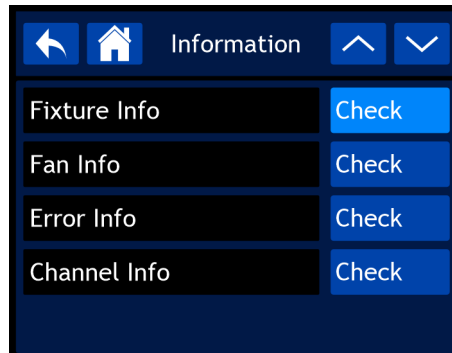 Information
Fixture Info Check
Fan Info Check
Error Info Check
Channel Info Check